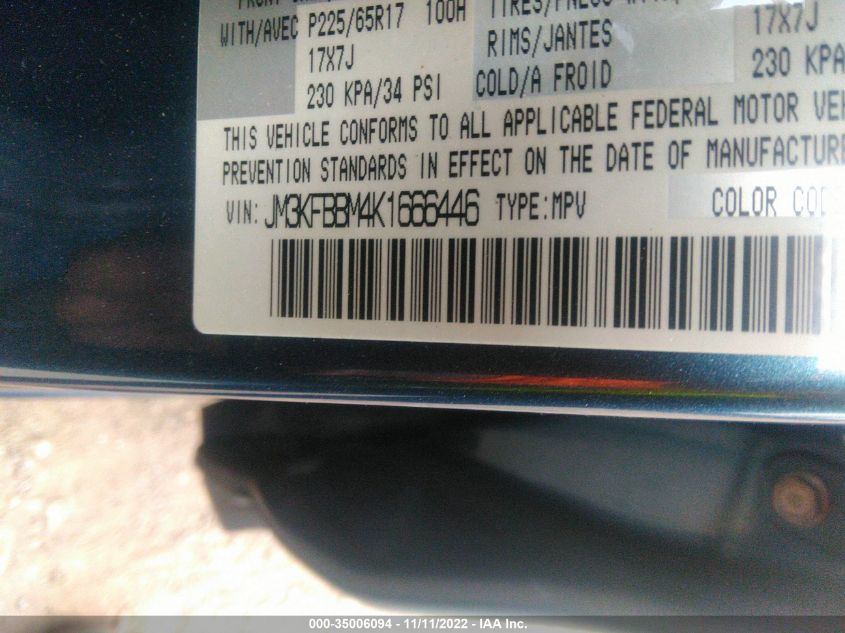 FRONT
WITH/AVEC P225/65R17 100H TIRES/PNEUS
17X7J RIMS/JANTES 17X7J
230 KPA/34 PSI COLD/A FROID 230 KPA
THIS VEHICLE CONFORMS TO ALL APPLICABLE FEDERAL MOTOR
PREVENTION STANDARDS IN EFFECT ON THE DATE OF MANUFACTURE
VIN: JM3KFBBM4K1666446 TYPE:MPV COLOR
000-35006094 - 11/11/2022 - IAA Inc.